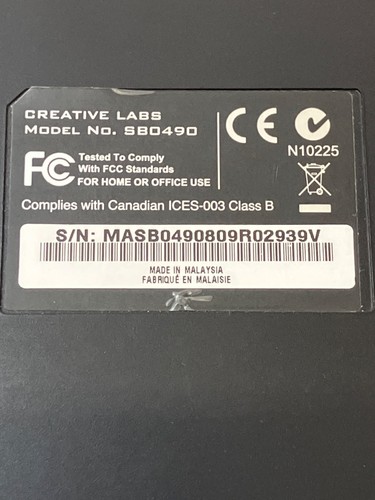 CREATIVE LABS
MODEL NO. SB0490
CE
N10225
FC Tested To Comply
With FCC Standards
FOR HOME OR OFFICE USE
Complies with Canadian ICES-003 Class B
S/N: MASB0490809R02939V
MADE IN MALAYSIA
FABRIQUÉ EN MALAISIE